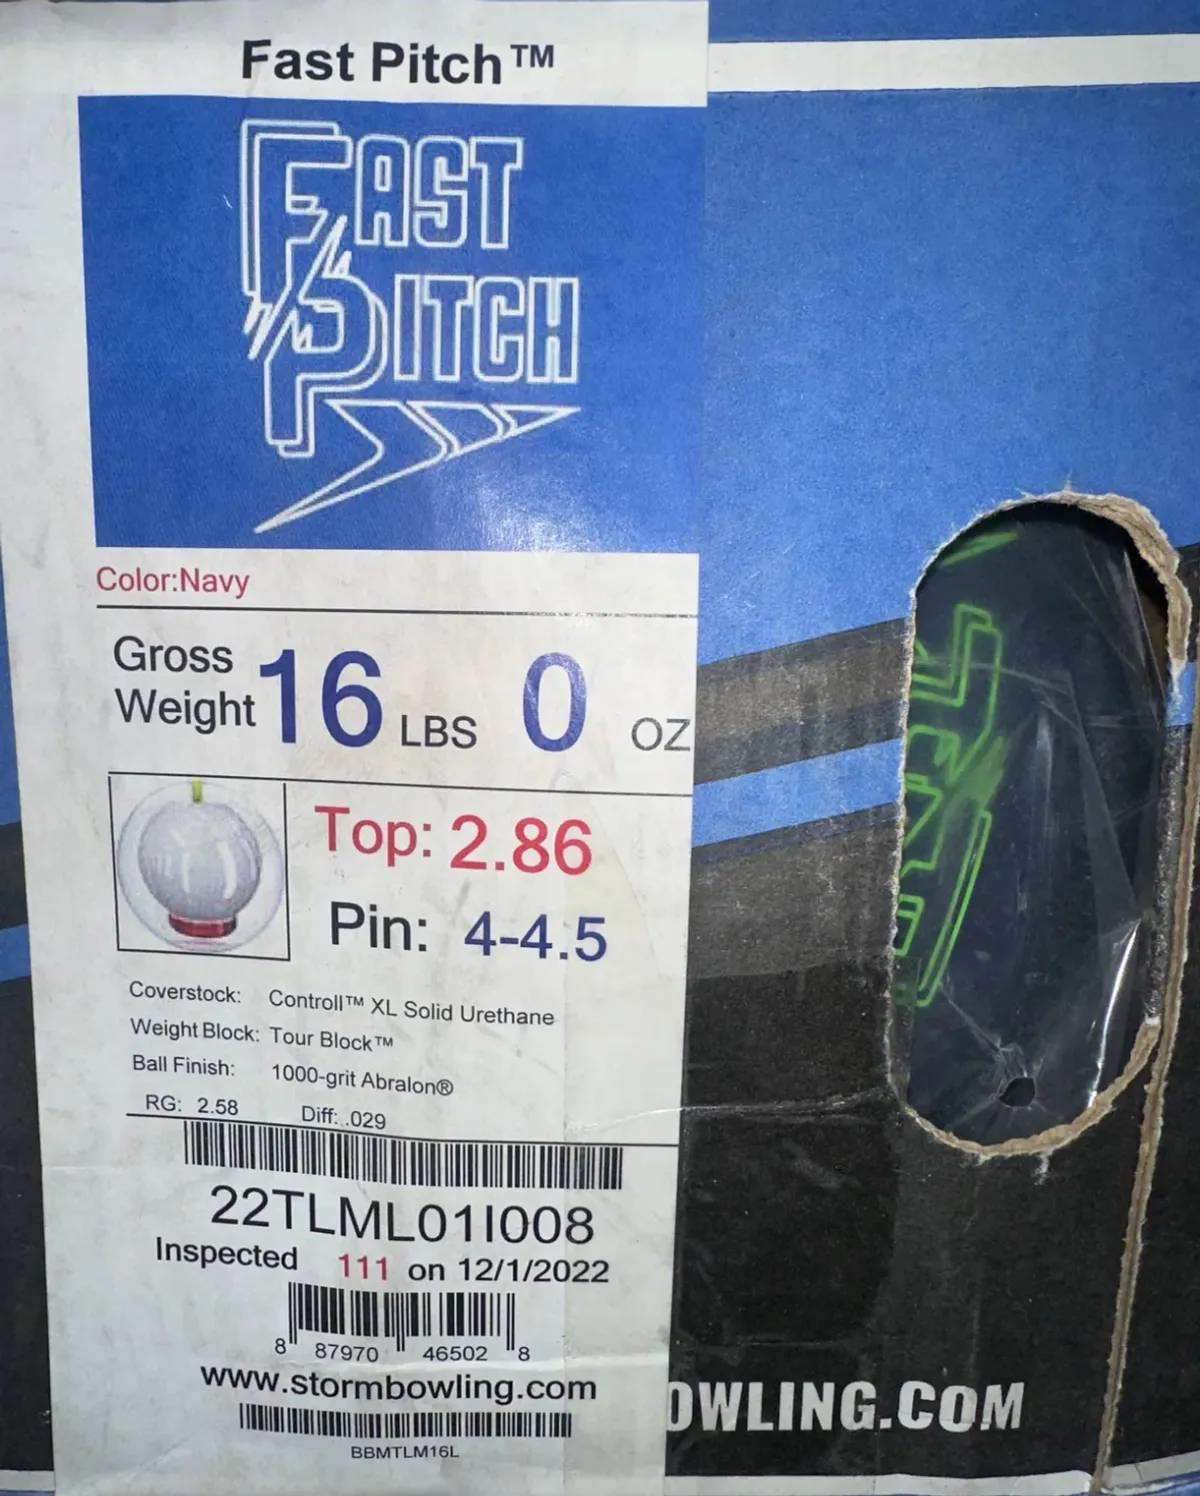 Fast Pitch™
FAST
PITCH
Color:Navy
Gross Weight 16 LBS 0 OZ
Top: 2.86
Pin: 4-4.5
Coverstock: Controll™ XL Solid Urethane
Weight Block: Tour Block™
Ball Finish: 1000-grit Abralon®
RG: 2.58 Diff: .029
22TLML01I008
Inspected 111 on 12/1/2022
8 87970 46502 8
www.stormbowling.com
BBMTLM16L
OWLING.COM